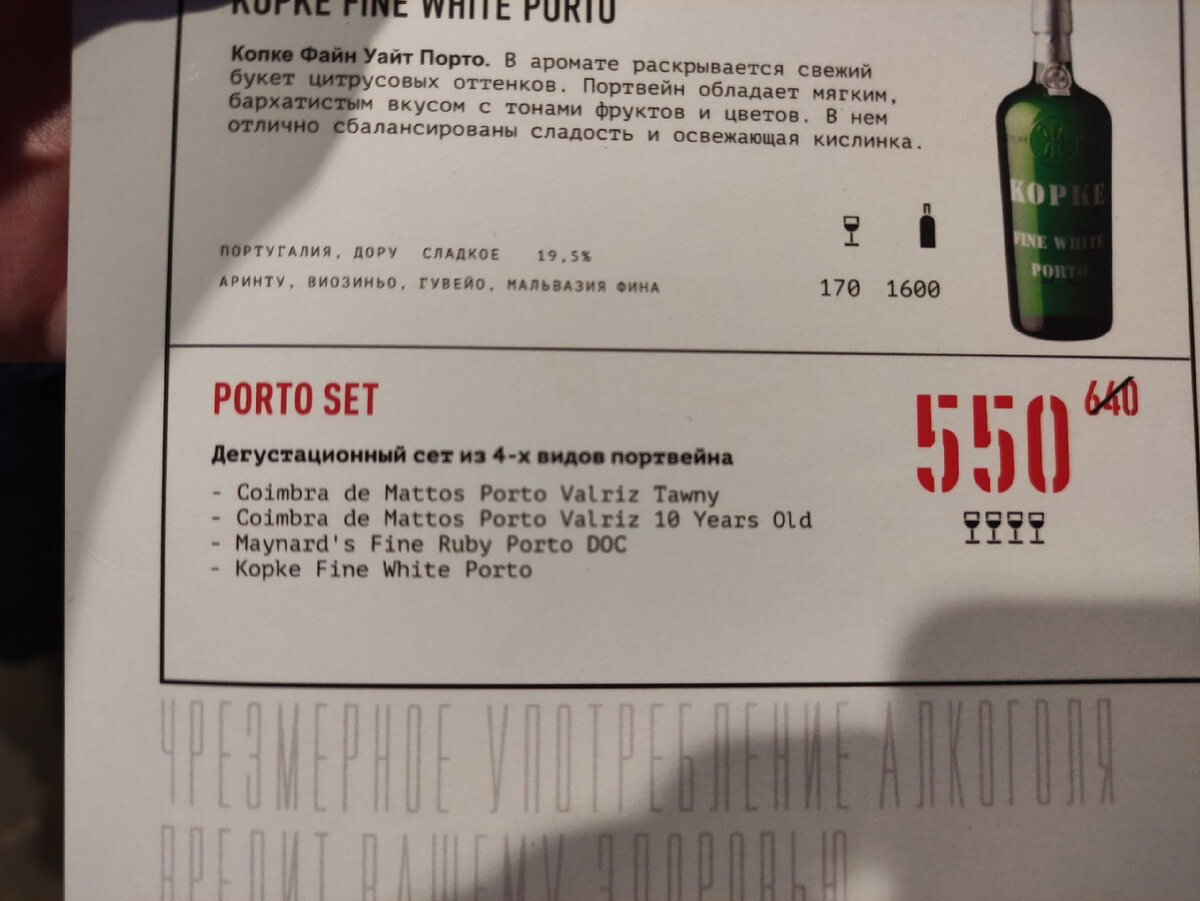 KOPKE FINE WHITE PORTO
Копке Файн Уайт Порто. В аромате раскрывается свежий
букет цитрусовых оттенков. Портвейн обладает мягким,
бархатистым вкусом с тонами фруктов и цветов. В нем
отлично сбалансированы сладость и освежающая кислинка.
ПОРТУГАЛИЯ, ДОРУ СЛАДКОЕ 19,5%
АРИНТУ, ВИОЗИНЬО, ГУВЕЙО, МАЛЬВАЗИЯ ФИНА
170 1600
KOPKE
FINE WHITE
PORTO
PORTO SET
550 640
Дегустационный сет из 4-х видов портвейна
- Coimbra de Mattos Porto Valriz Tawny
- Coimbra de Mattos Porto Valriz 10 Years Old
- Maynard's Fine Ruby Porto DOC
- Kopke Fine White Porto
ЧРЕЗМЕРНОЕ УПОТРЕБЛЕНИЕ АЛКОГОЛЯ
ВРЕДИТ ВАШЕМУ ЗДОРОВЬЮ